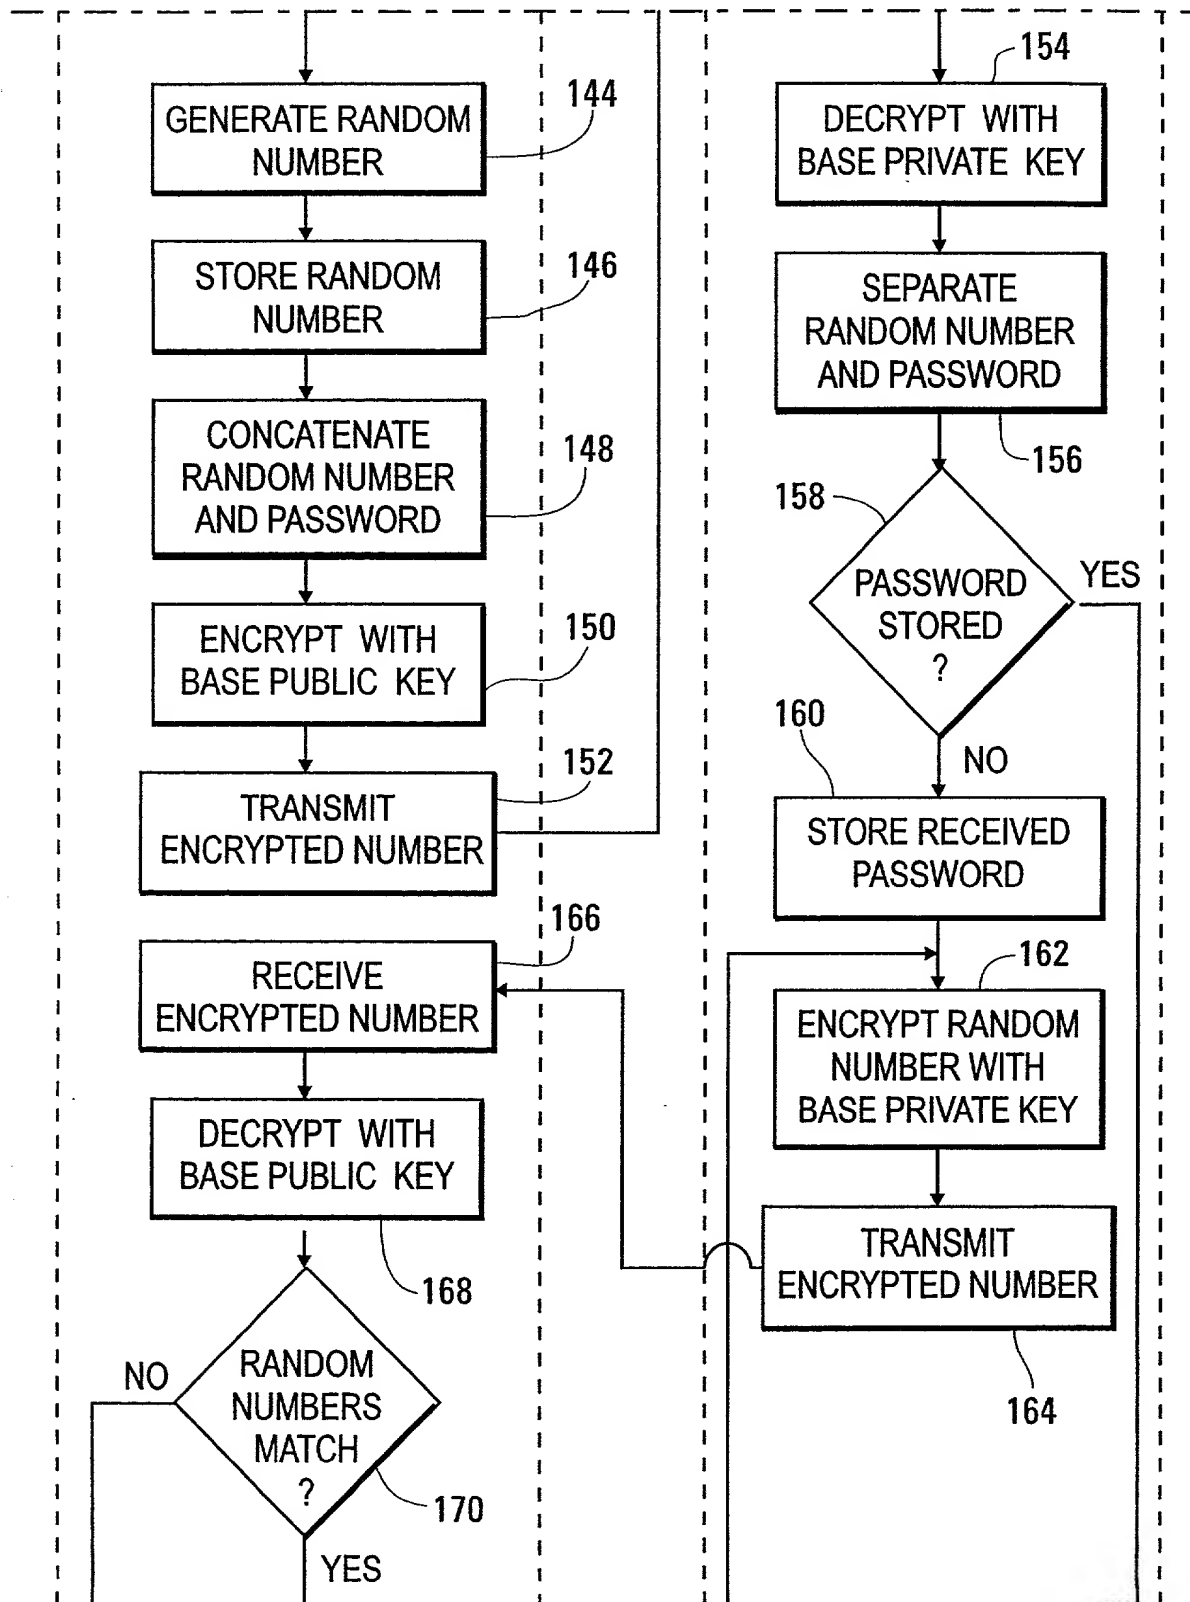 GENERATE RANDOM
NUMBER
144
STORE RANDOM
NUMBER
146
CONCATENATE
RANDOM NUMBER
AND PASSWORD
148
ENCRYPT WITH
BASE PUBLIC KEY
150
TRANSMIT
ENCRYPTED NUMBER
152
RECEIVE
ENCRYPTED NUMBER
166
DECRYPT WITH
BASE PUBLIC KEY
168
RANDOM
NUMBERS
MATCH
?
170
NO
YES
154
DECRYPT WITH
BASE PRIVATE KEY
SEPARATE
RANDOM NUMBER
AND PASSWORD
156
158
PASSWORD
STORED
?
YES
NO
160
STORE RECEIVED
PASSWORD
162
ENCRYPT RANDOM
NUMBER WITH
BASE PRIVATE KEY
TRANSMIT
ENCRYPTED NUMBER
164